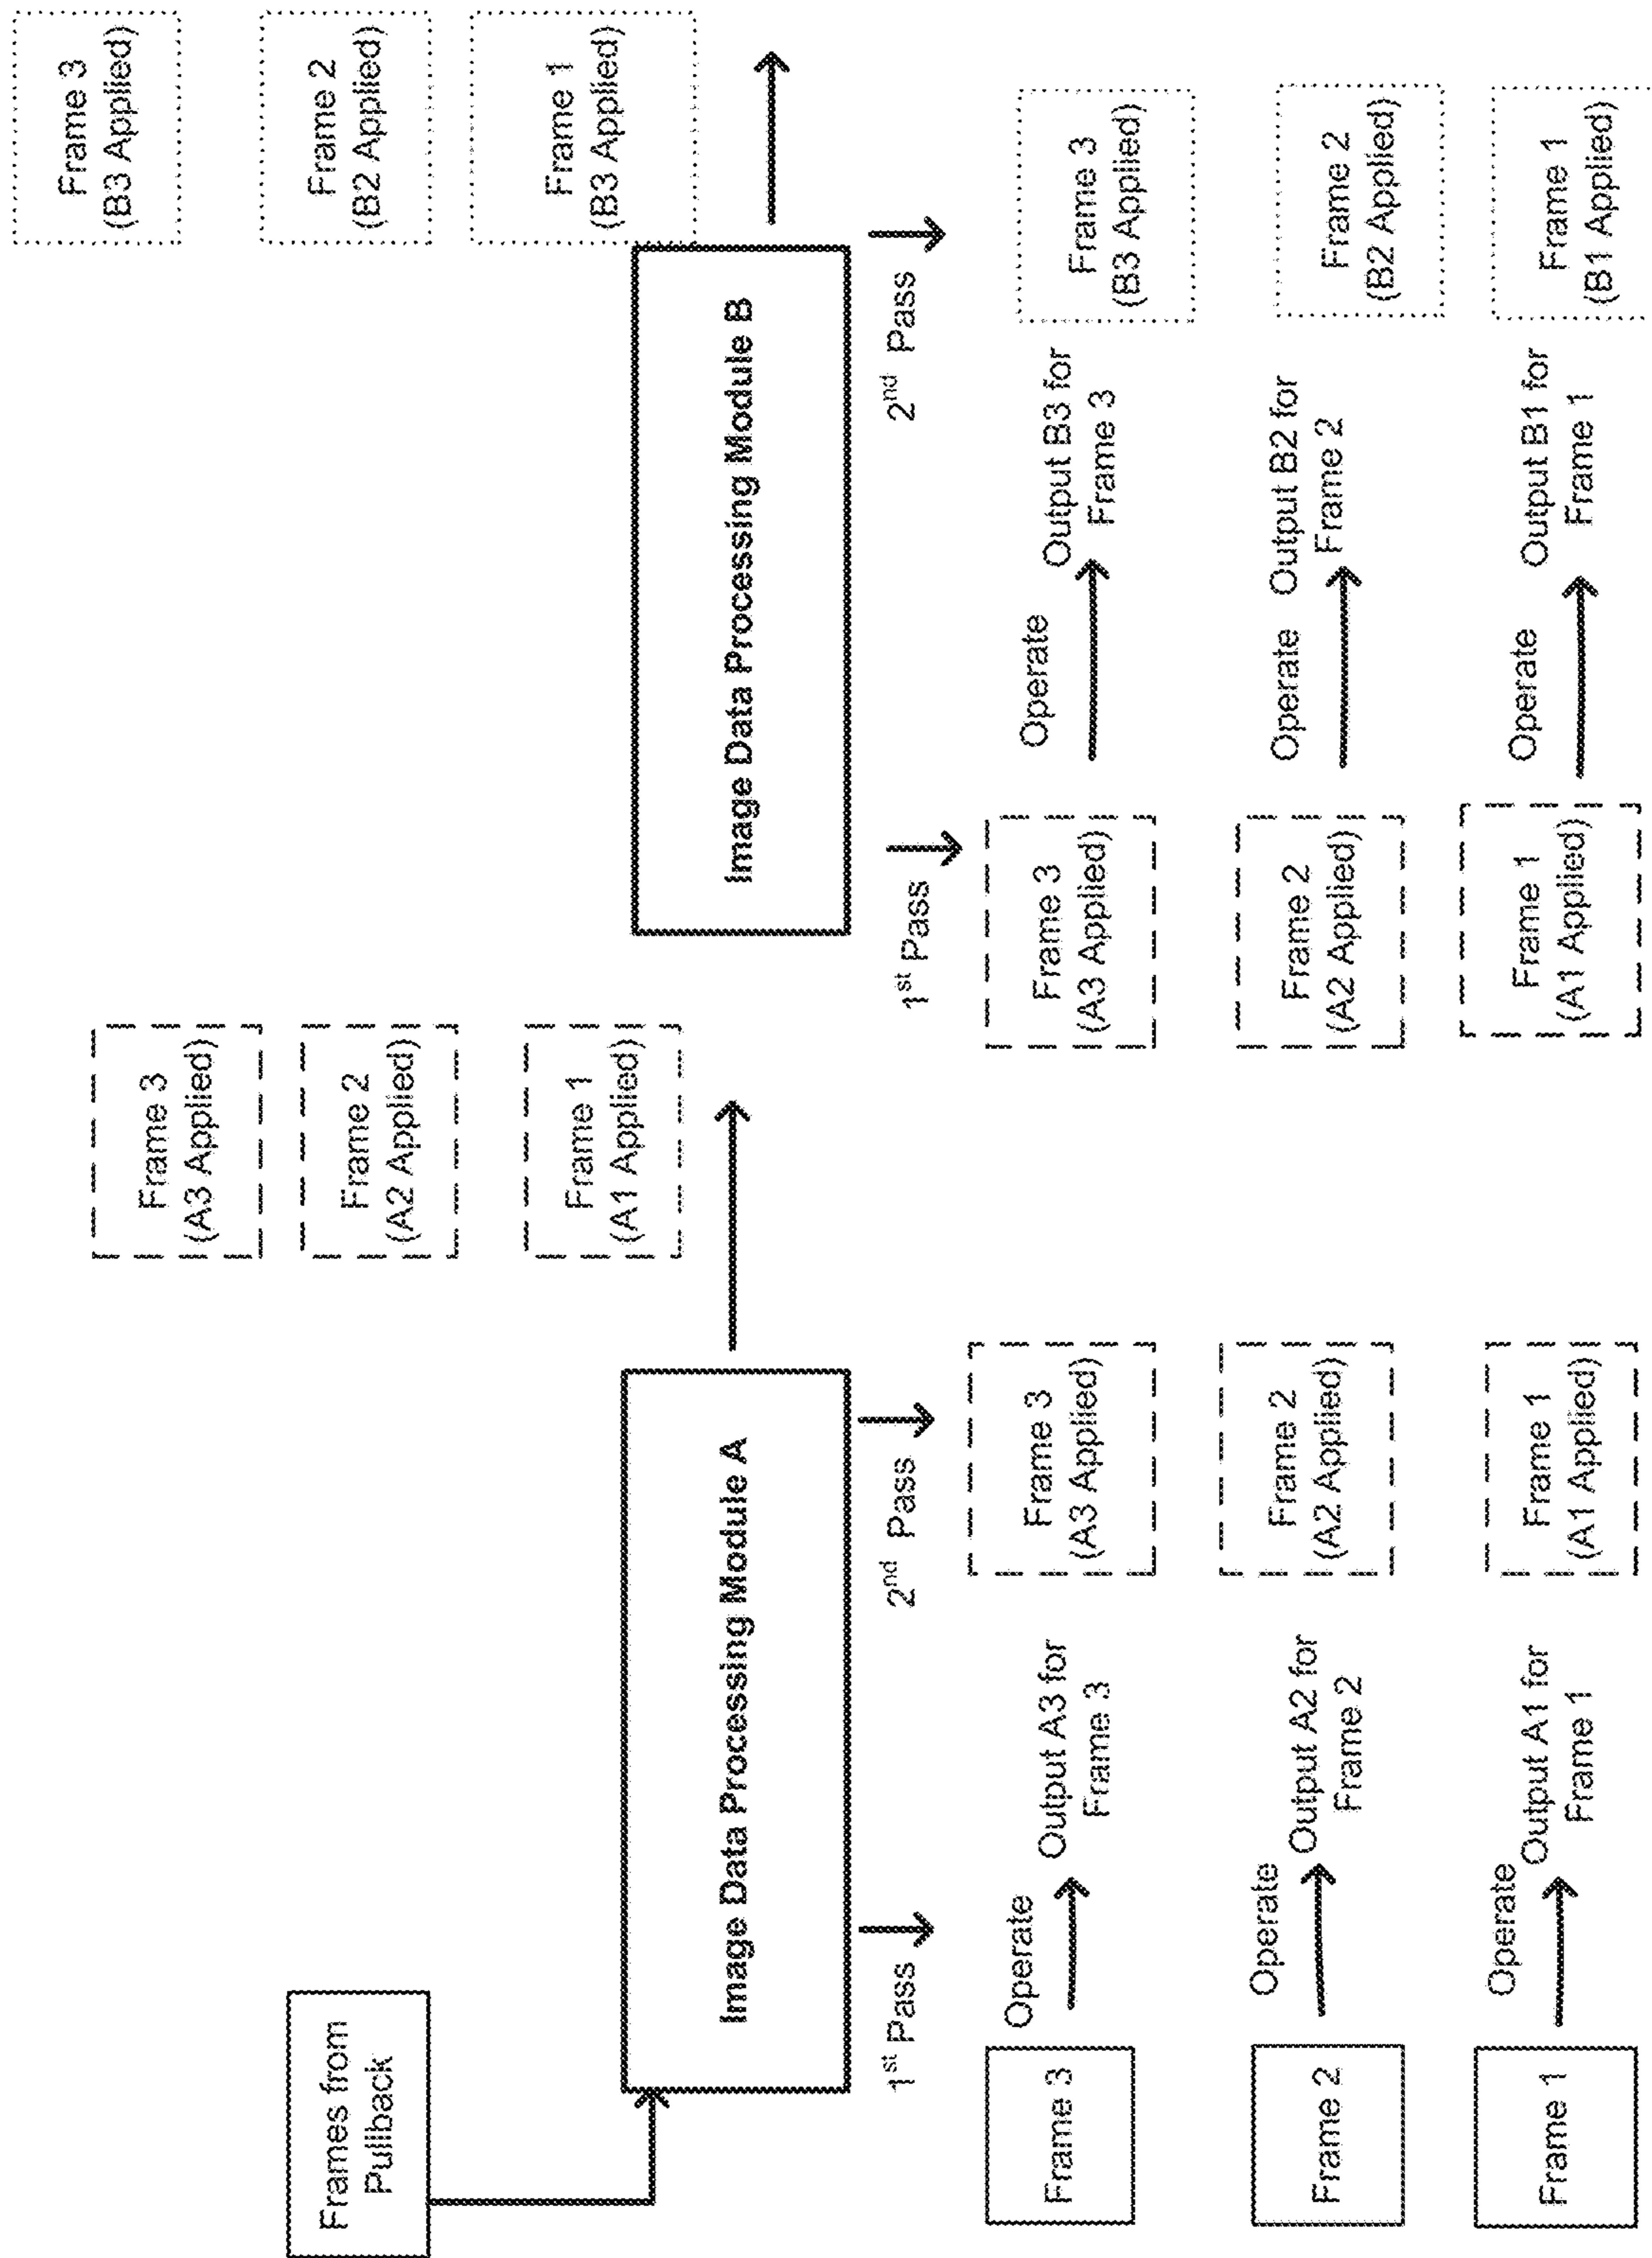 Frames from
Pullback
Image Data Processing Module A
Frame 3
(A3 Applied)
Frame 2
(A2 Applied)
Frame 1
(A1 Applied)
Image Data Processing Module B
Frame 3
(B3 Applied)
Frame 2
(B2 Applied)
Frame 1
(B3 Applied)
1st Pass
2nd Pass
Frame 3
Operate
Output A3 for
Frame 3
Frame 3
(A3 Applied)
Frame 2
Operate
Output A2 for
Frame 2
Frame 2
(A2 Applied)
Frame 1
Operate
Output A1 for
Frame 1
Frame 1
(A1 Applied)
1st Pass
2nd Pass
Frame 3
(A3 Applied)
Operate
Output B3 for
Frame 3
Frame 3
(B3 Applied)
Frame 2
(A2 Applied)
Operate
Output B2 for
Frame 2
Frame 2
(B2 Applied)
Frame 1
(A1 Applied)
Operate
Output B1 for
Frame 1
Frame 1
(B1 Applied)